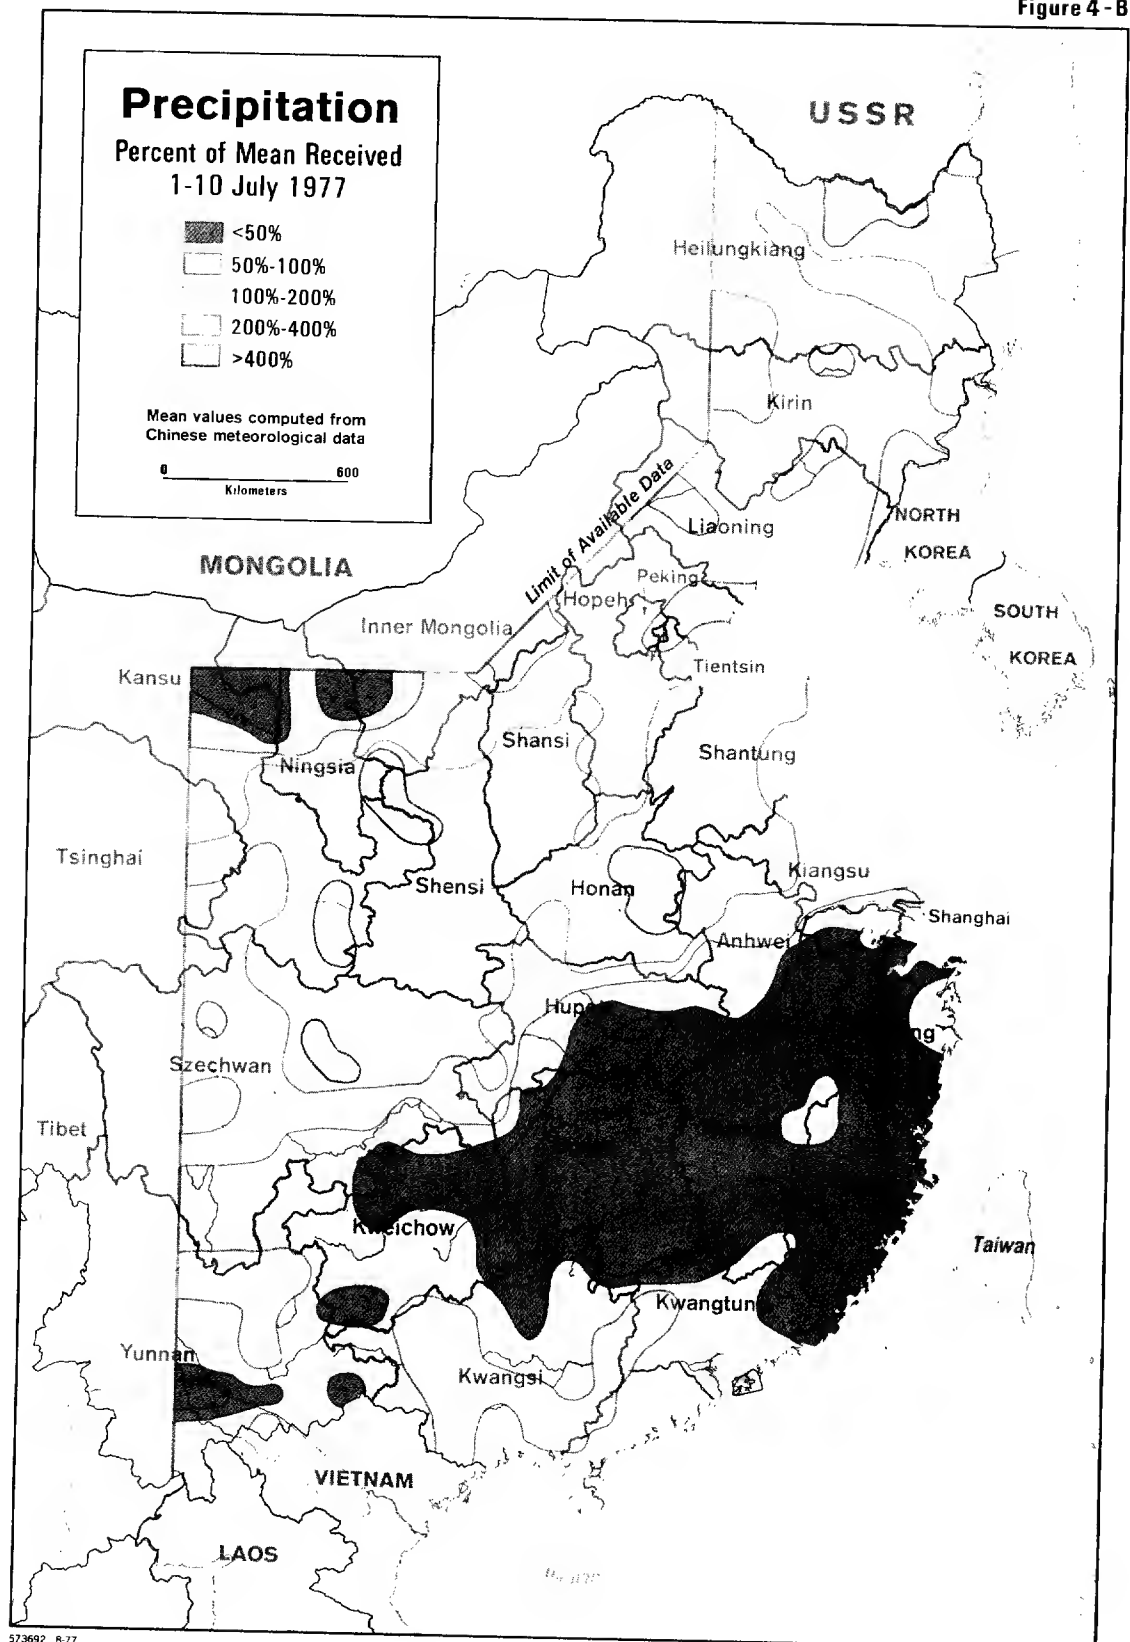 Figure 4-B
Precipitation
Percent of Mean Received
1-10 July 1977
<50%
50%-100%
100%-200%
200%-400%
>400%
Mean values computed from
Chinese meteorological data
0 600
Kilometers
USSR
Heilungkiang
Kirin
Limit of Available Data
Liaoning
NORTH
KOREA
MONGOLIA
Peking
Hopeh
SOUTH
KOREA
Inner Mongolia
Tientsin
Kansu
Shansi
Shantung
Ningsia
Tsinghai
Shensi
Honan
Kiangsu
Shanghai
Anhwei
Hupeh
ng
Szechwan
Tibet
Kweichow
Taiwan
Kwangtun
Yunnan
Kwangsi
VIETNAM
LAOS
573692 8-77